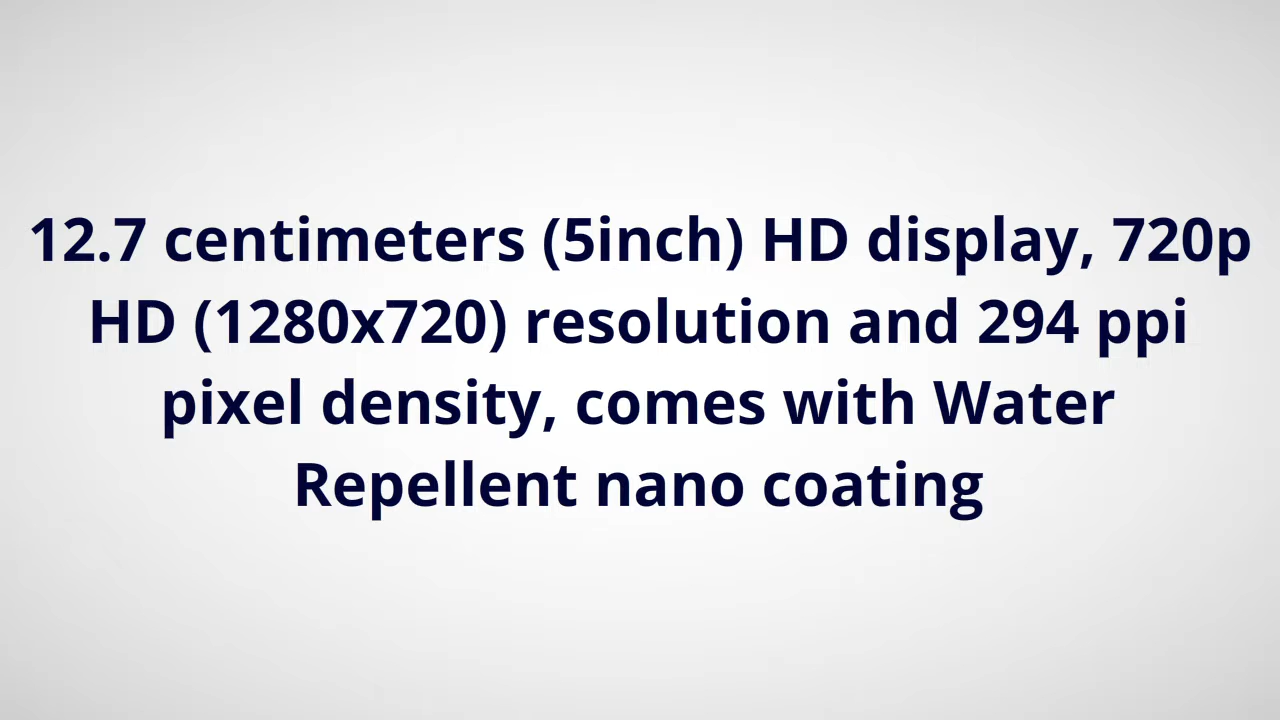 12.7 centimeters (5inch) HD display, 720p
HD (1280x720) resolution and 294 ppi
pixel density, comes with Water
Repellent nano coating